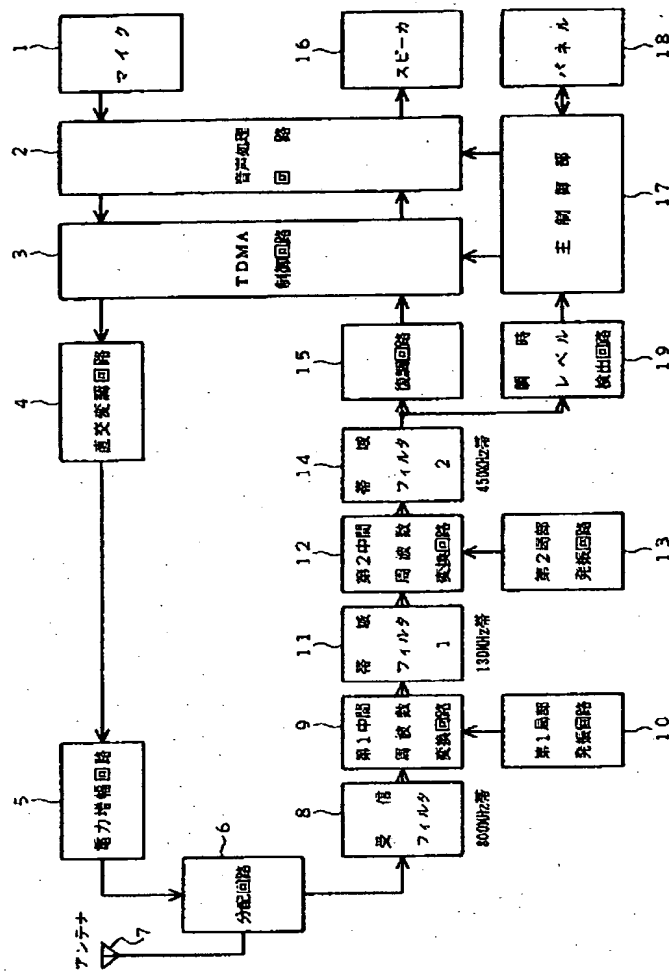 1
マイク
2
音声処理
回路
3
TDMA
制御回路
4
直交変調回路
5
電力増幅回路
6
分配回路
アンテナ
7
8
受信
フィルタ
800MHz帯
9
第1中間
周波数
変換回路
10
第1局部
発振回路
11
帯域
フィルタ
1
130MHz帯
12
第2中間
周波数
変換回路
13
第2局部
発振回路
14
帯域
フィルタ
2
450KHz帯
15
復調回路
16
スピーカ
17
主制御部
18
パネル
19
瞬時
レベル
検出回路